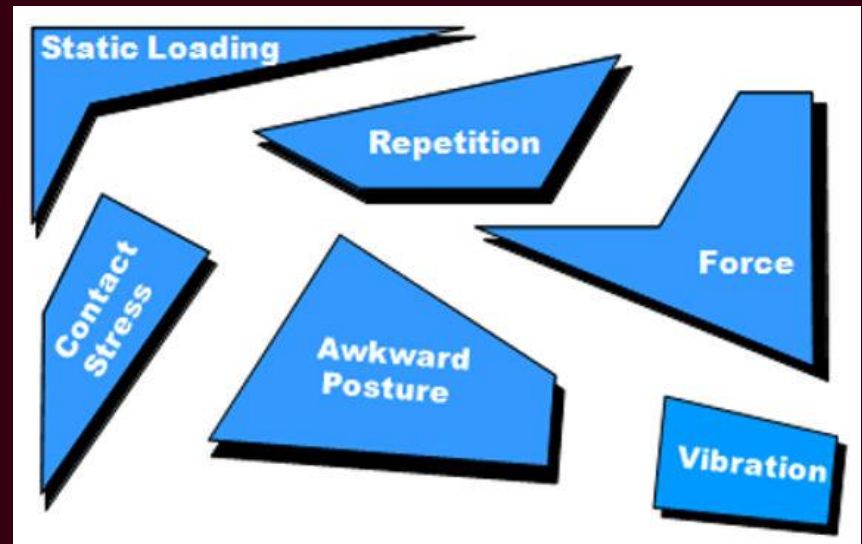 Static Loading
Repetition
Force
Contact
Stress
Awkward
Posture
Vibration